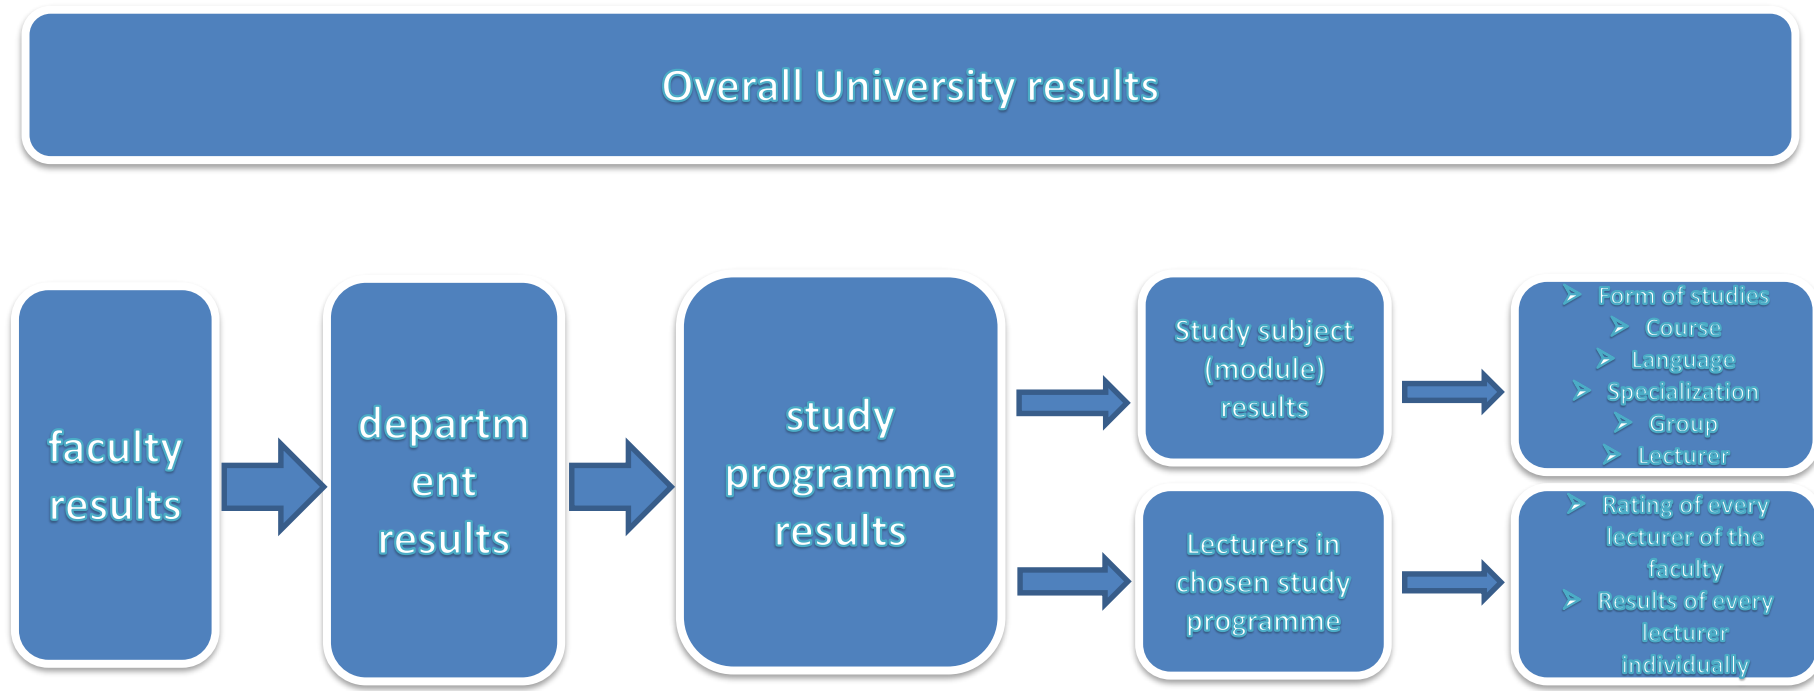 Overall University results
faculty
results
departm
ent
results
study
programme
results
Study subject
(module)
results
➢ Form of studies
➢ Course
➢ Language
➢ Specialization
➢ Group
➢ Lecturer
Lecturers in
chosen study
programme
➢ Rating of every
lecturer of the
faculty
➢ Results of every
lecturer
individually